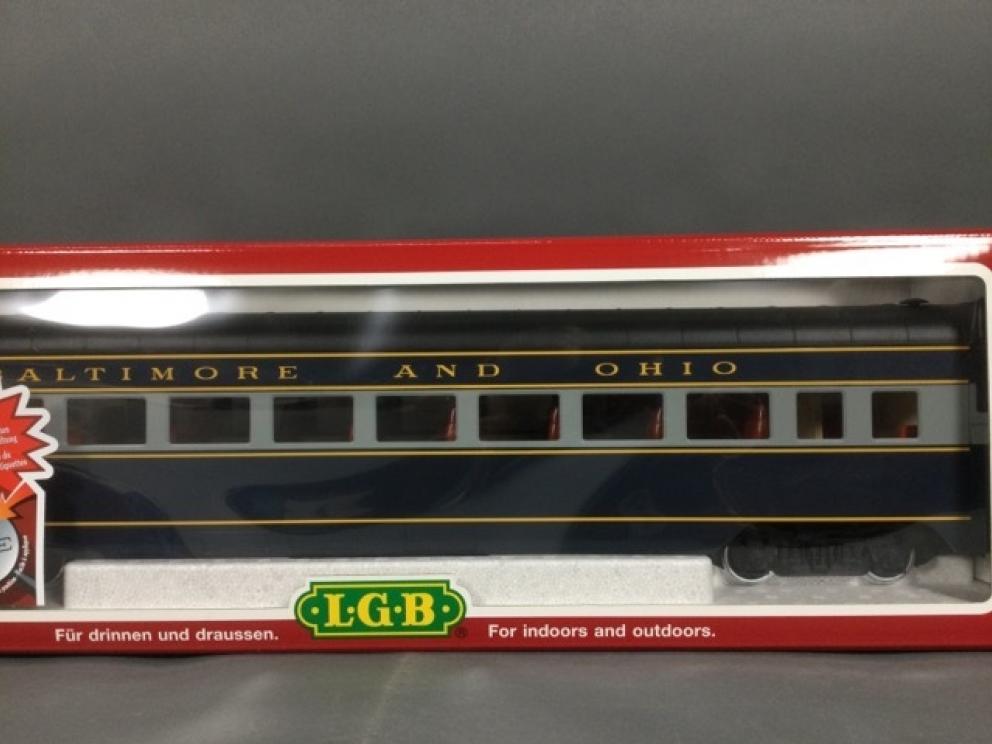 ALTIMORE AND OHIO
L·G·B®
Für drinnen und draussen.
For indoors and outdoors.